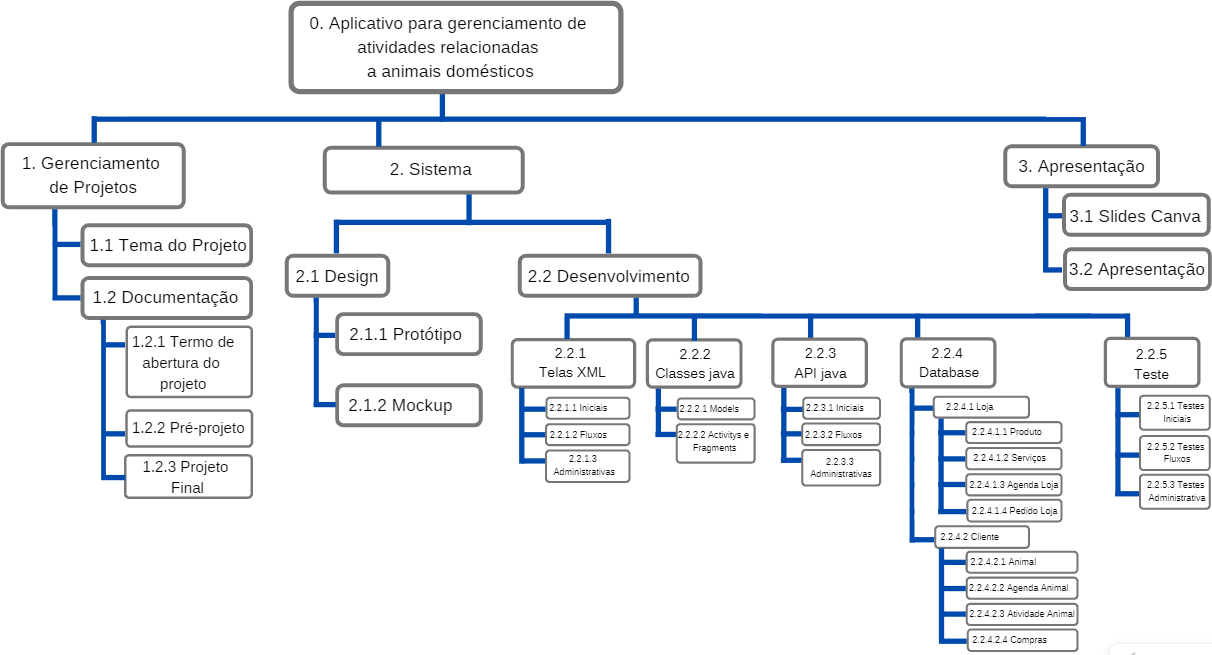 0. Aplicativo para gerenciamento de
atividades relacionadas
a animais domésticos
1. Gerenciamento
de Projetos
1.1 Tema do Projeto
1.2 Documentação
1.2.1 Termo de
abertura do
projeto
1.2.2 Pré-projeto
1.2.3 Projeto
Final
2. Sistema
2.1 Design
2.1.1 Protótipo
2.1.2 Mockup
2.2 Desenvolvimento
2.2.1
Telas XML
2.2.1.1 Iniciais
2.2.1.2 Fluxos
2.2.1.3
Administrativas
2.2.2
Classes java
2.2.2.1 Models
2.2.2.2 Activitys e
Fragments
2.2.3
API java
2.2.3.1 Iniciais
2.2.3.2 Fluxos
2.2.3.3
Administrativas
2.2.4
Database
2.2.4.1 Loja
2.2.4.1.1 Produto
2.2.4.1.2 Serviços
2.2.4.1.3 Agenda Loja
2.2.4.1.4 Pedido Loja
2.2.4.2 Cliente
2.2.4.2.1 Animal
2.2.4.2.2 Agenda Animal
2.2.4.2.3 Atividade Animal
2.2.4.2.4 Compras
2.2.5
Teste
2.2.5.1 Testes
Iniciais
2.2.5.2 Testes
Fluxos
2.2.5.3 Testes
Administrativa
3. Apresentação
3.1 Slides Canva
3.2 Apresentação